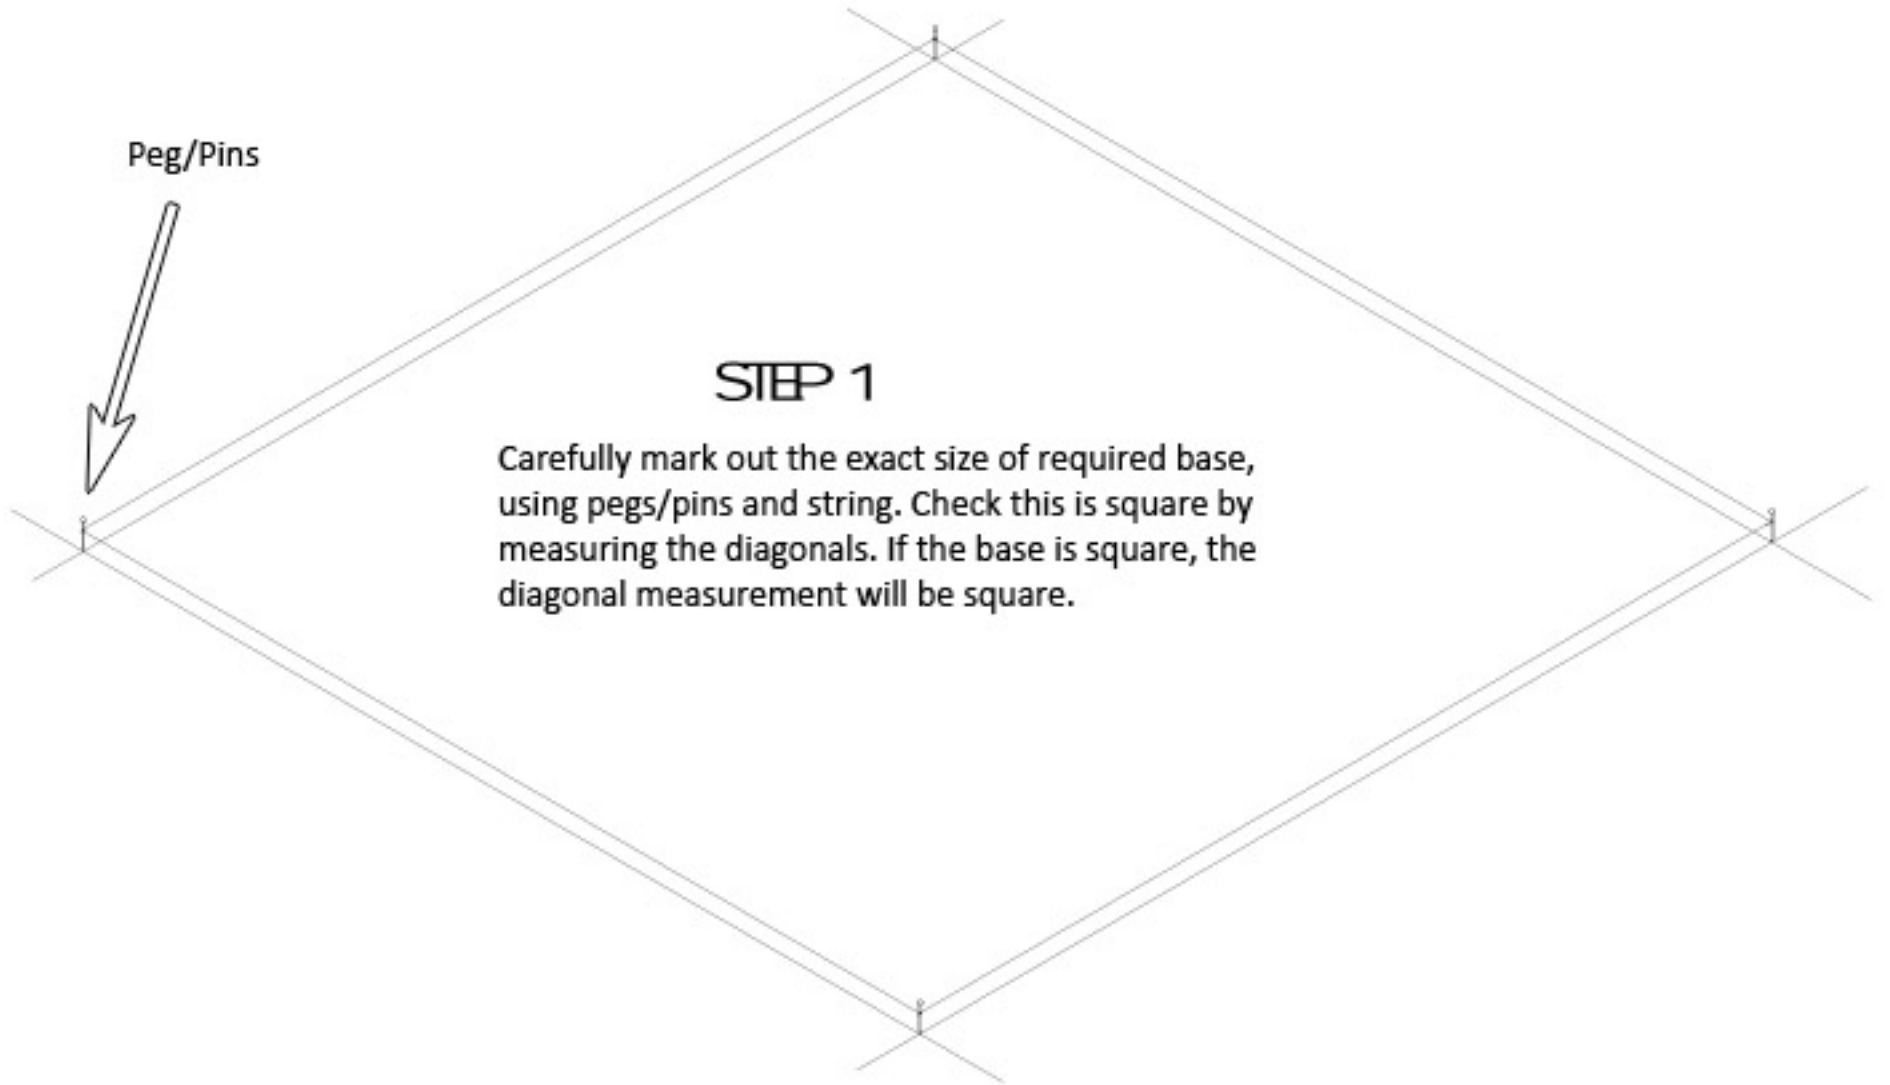 Peg/Pins
STEP 1
Carefully mark out the exact size of required base,
using pegs/pins and string. Check this is square by
measuring the diagonals. If the base is square, the
diagonal measurement will be square.